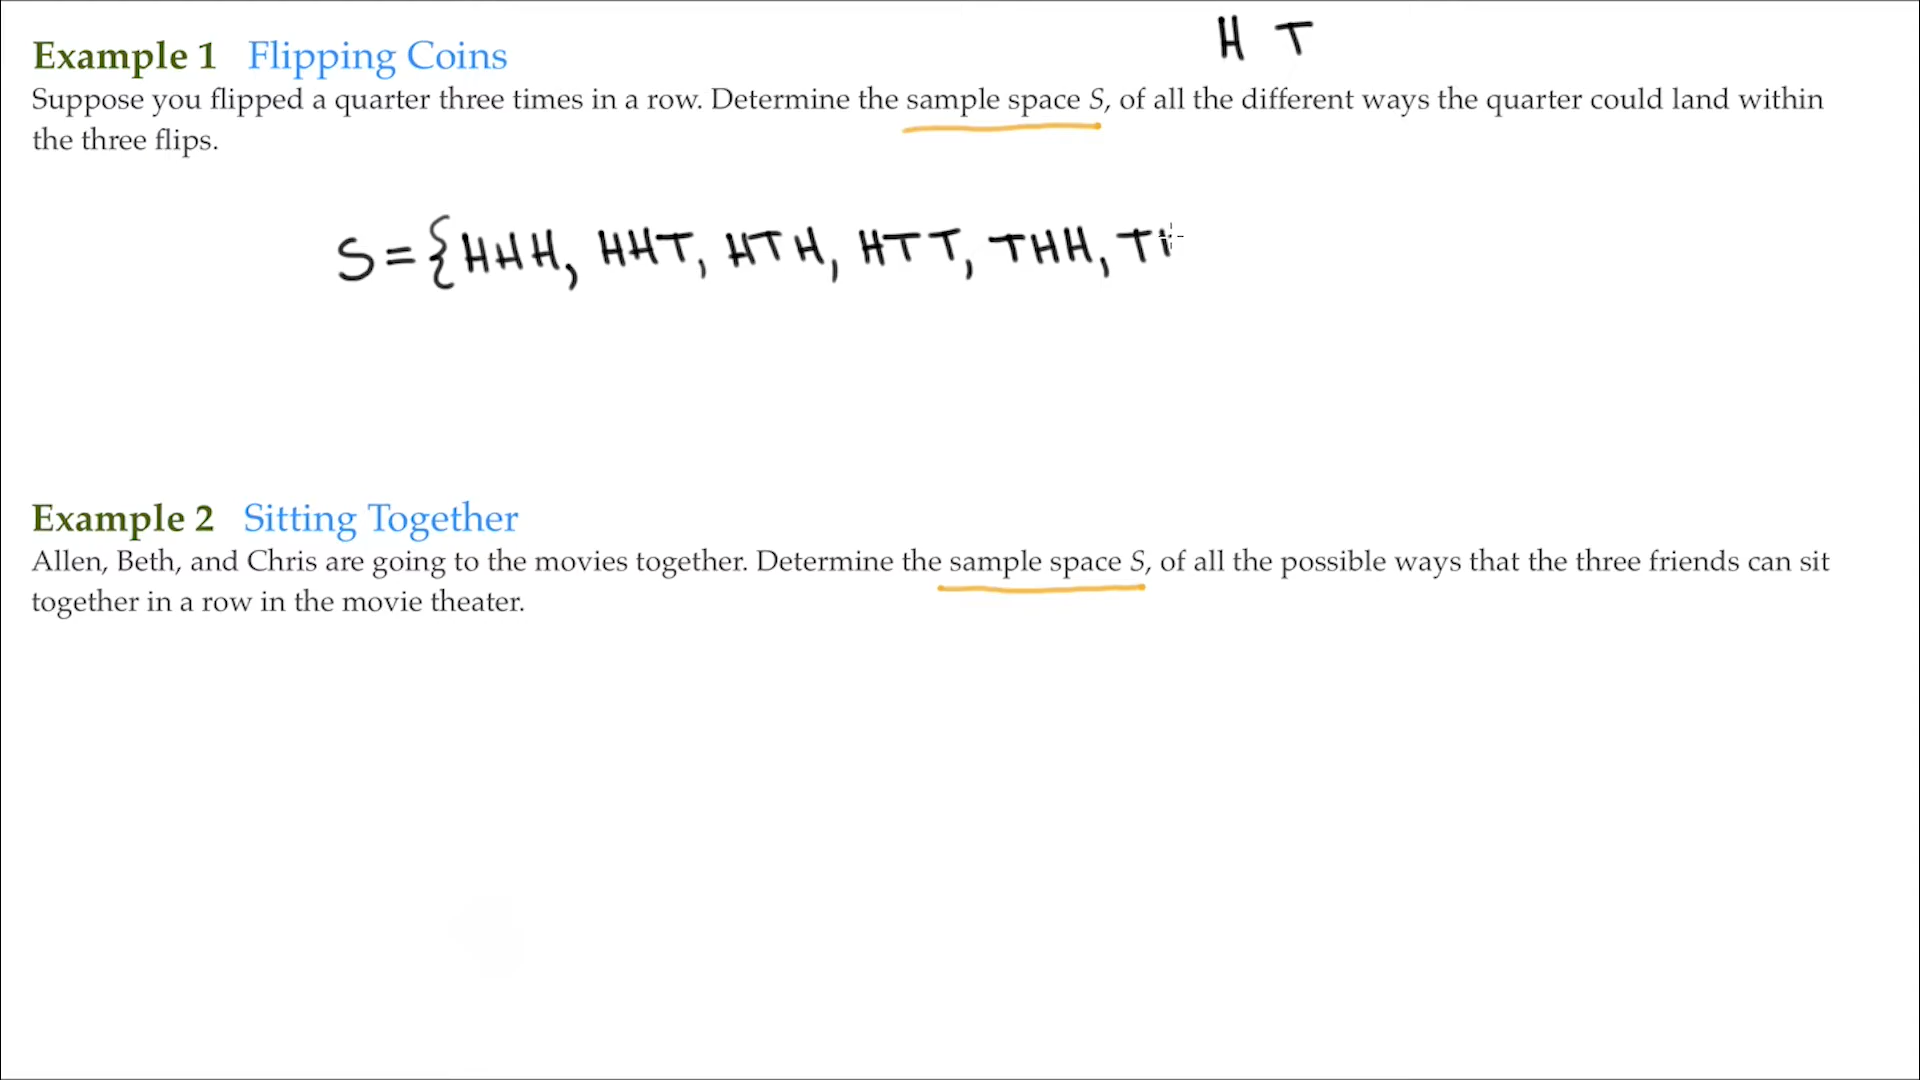 H T
Example 1 Flipping Coins
Suppose you flipped a quarter three times in a row. Determine the sample space S, of all the different ways the quarter could land within
the three flips.
S = {HHH, HHT, HTH, HTT, THH, T
Example 2 Sitting Together
Allen, Beth, and Chris are going to the movies together. Determine the sample space S, of all the possible ways that the three friends can sit
together in a row in the movie theater.